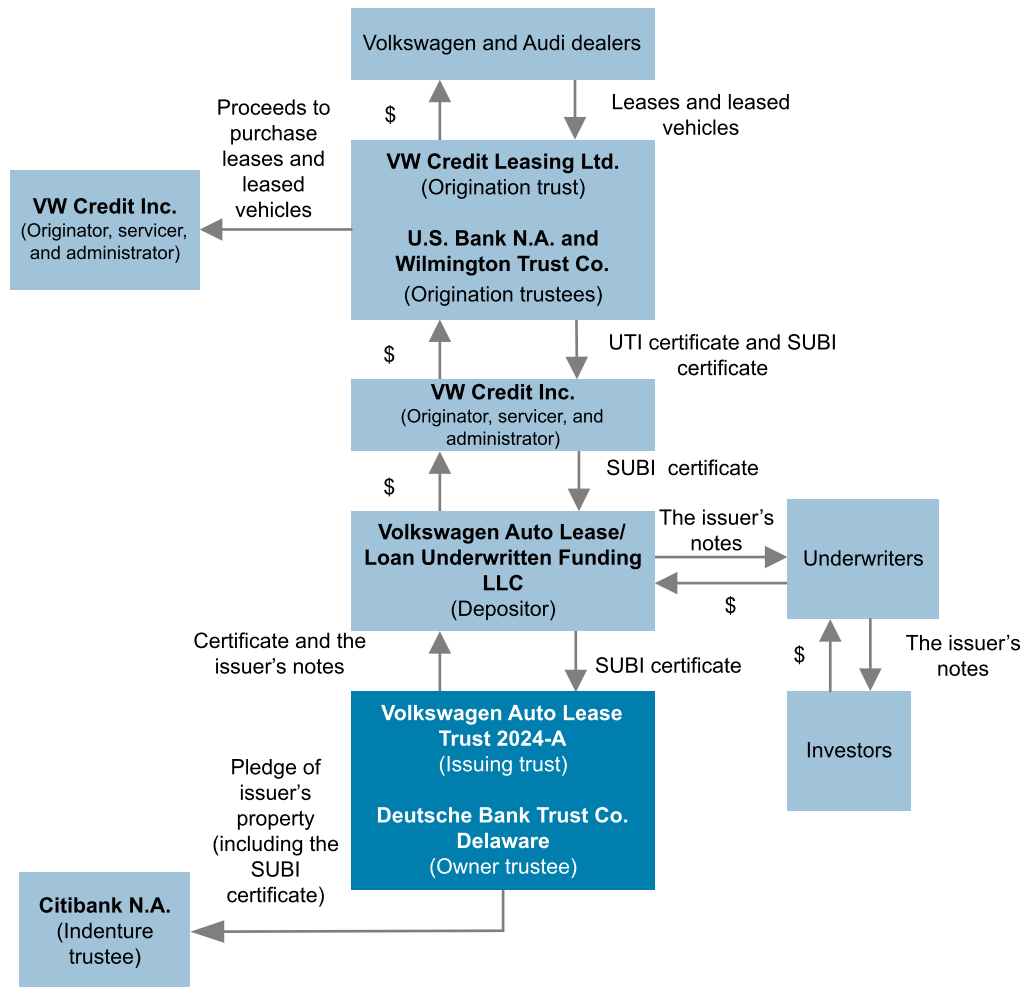 Volkswagen and Audi dealers
$
Leases and leased
vehicles
Proceeds to
purchase
leases and
leased
vehicles
VW Credit Inc.
(Originator, servicer,
and administrator)
VW Credit Leasing Ltd.
(Origination trust)
U.S. Bank N.A. and
Wilmington Trust Co.
(Origination trustees)
$
UTI certificate and SUBI
certificate
VW Credit Inc.
(Originator, servicer, and
administrator)
$
SUBI  certificate
Volkswagen Auto Lease/
Loan Underwritten Funding
LLC
(Depositor)
The issuer's
notes
$
Underwriters
Certificate and the
issuer's notes
SUBI certificate
$
The issuer's
notes
Investors
Volkswagen Auto Lease
Trust 2024-A
(Issuing trust)
Deutsche Bank Trust Co.
Delaware
(Owner trustee)
Pledge of
issuer's
property
(including the
SUBI
certificate)
Citibank N.A.
(Indenture
trustee)